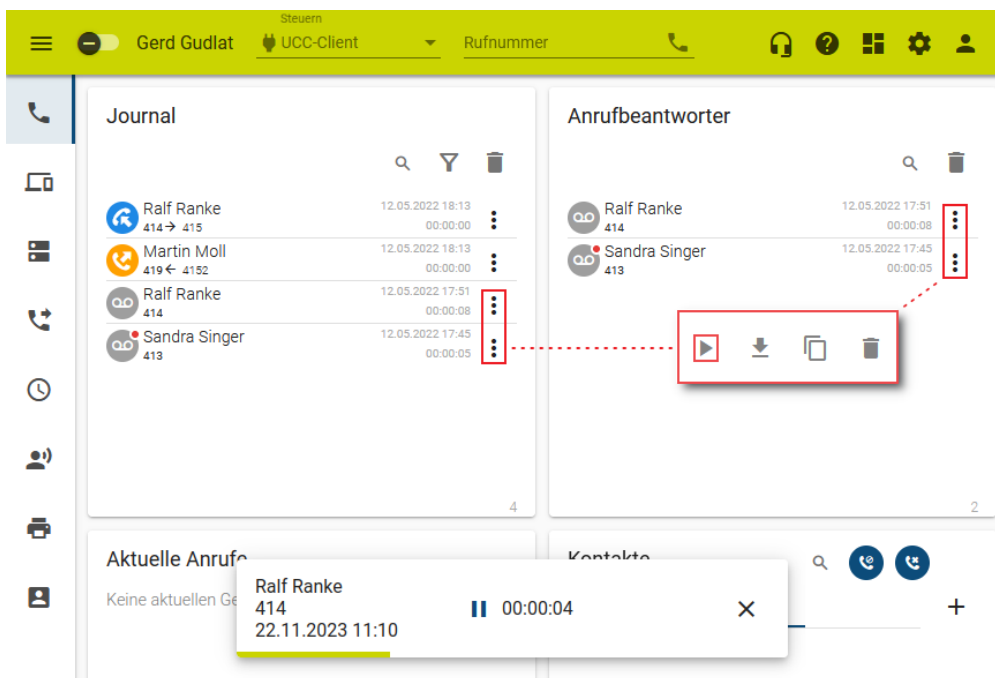 Steuern
Gerd Gudlat
UCC-Client
Rufnummer
Journal
Ralf Ranke
12.05.2022 18:13
414 → 415
00:00:00
Martin Moll
12.05.2022 18:13
419 ← 4152
00:00:00
Ralf Ranke
12.05.2022 17:51
414
00:00:08
Sandra Singer
12.05.2022 17:45
413
00:00:05
4
Anrufbeantworter
Ralf Ranke
12.05.2022 17:51
414
00:00:08
Sandra Singer
12.05.2022 17:45
413
00:00:05
2
Aktuelle Anrufe
Keine aktuellen Ge
Kontakte
Ralf Ranke
414
22.11.2023 11:10
00:00:04